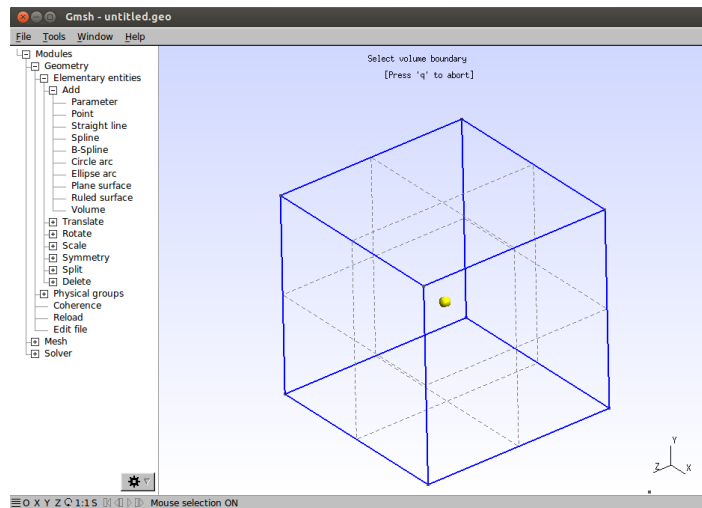 Gmsh - untitled.geo
File Tools Window Help
Modules
Geometry
Elementary entities
Add
Parameter
Point
Straight line
Spline
B-Spline
Circle arc
Ellipse arc
Plane surface
Ruled surface
Volume
Translate
Rotate
Scale
Symmetry
Split
Delete
Physical groups
Coherence
Reload
Edit file
Mesh
Solver
Select volume boundary
[Press 'q' to abort]
Y
Z X
O X Y Z 1:1 S Mouse selection ON